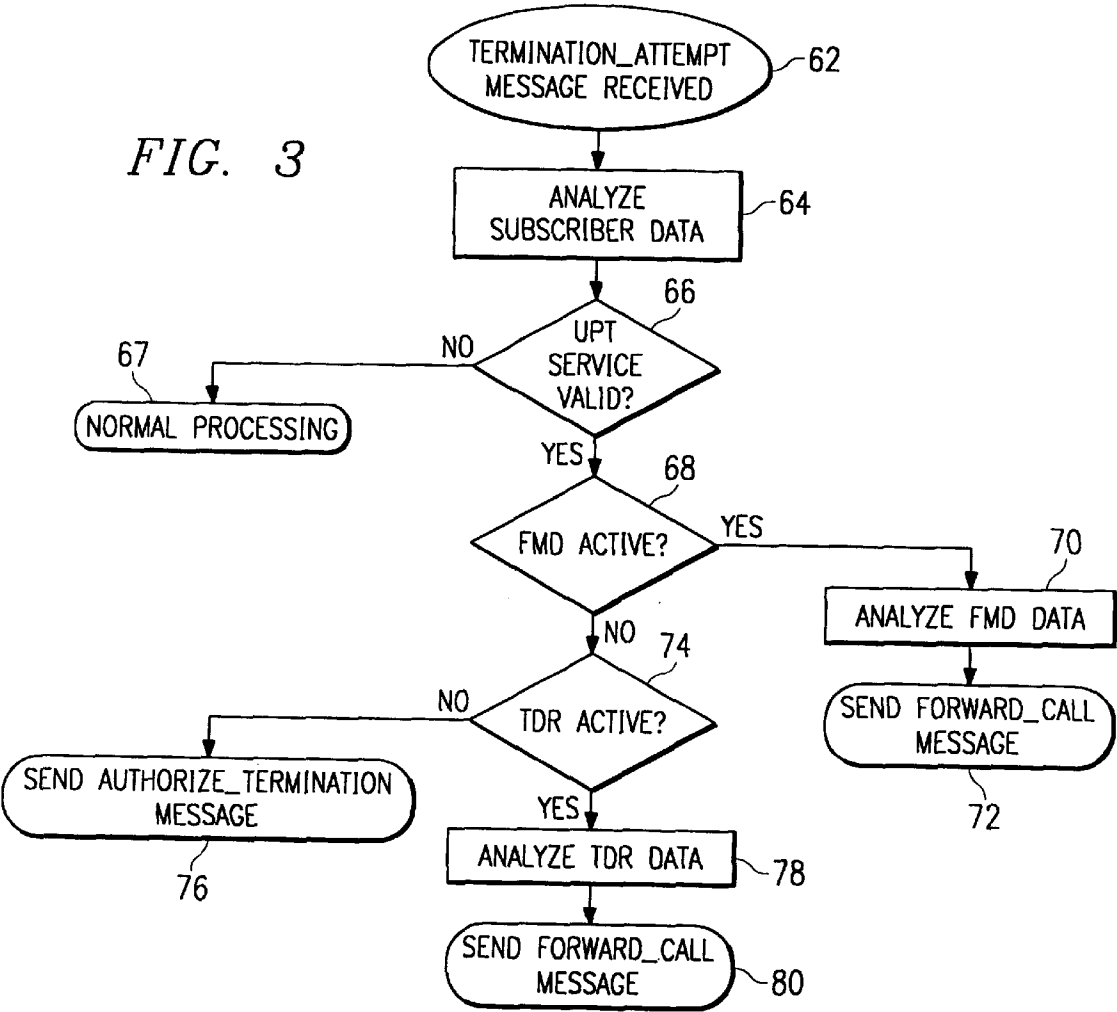 TERMINATION_ATTEMPT
MESSAGE RECEIVED
62
FIG. 3
ANALYZE
SUBSCRIBER DATA
64
66
UPT
SERVICE
VALID?
NO
67
NORMAL PROCESSING
YES
68
FMD ACTIVE?
YES
70
ANALYZE FMD DATA
NO
74
SEND FORWARD_CALL
MESSAGE
72
TDR ACTIVE?
NO
SEND AUTHORIZE_TERMINATION
MESSAGE
76
YES
ANALYZE TDR DATA
78
SEND FORWARD_CALL
MESSAGE
80